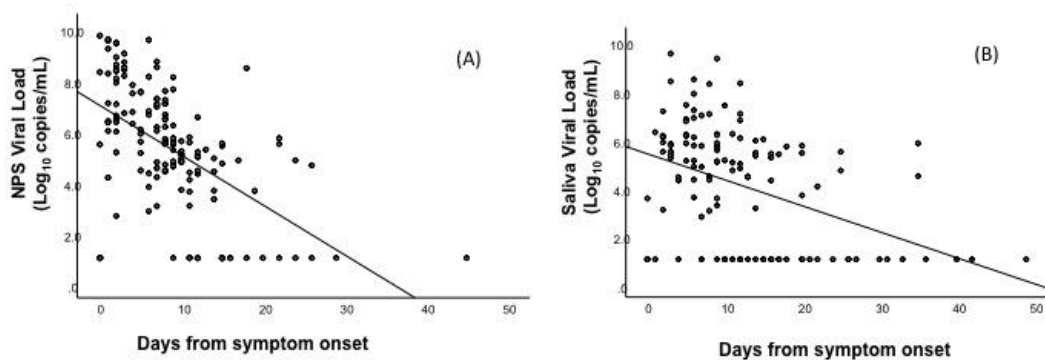 (A)
NPS Viral Load
(Log10 copies/mL)
10.0
8.0
6.0
4.0
2.0
.0
0 10 20 30 40 50
Days from symptom onset
(B)
Saliva Viral Load
(Log10 copies/mL)
10.0
8.0
6.0
4.0
2.0
.0
0 10 20 30 40 50
Days from symptom onset